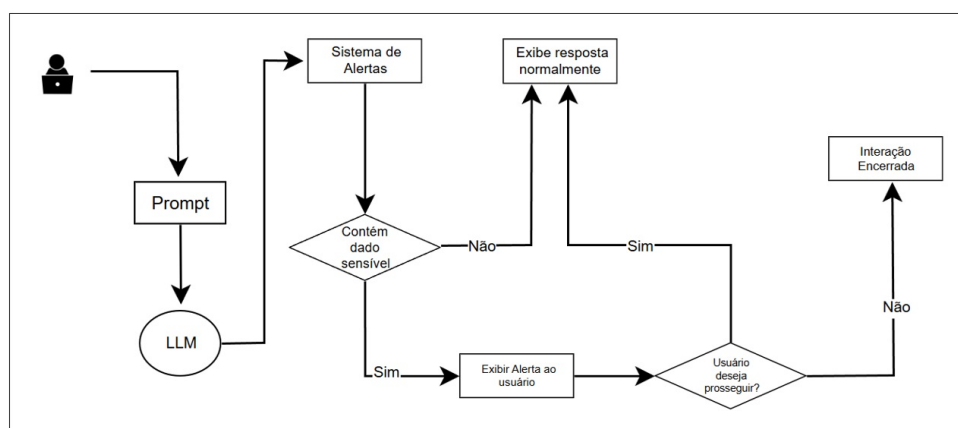 Sistema de
Alertas
Exibe resposta
normalmente
Interação
Encerrada
Prompt
Contém
dado
sensível
Não
Sim
Não
LLM
Sim
Exibir Alerta ao
usuário
Usuário
deseja
prosseguir?